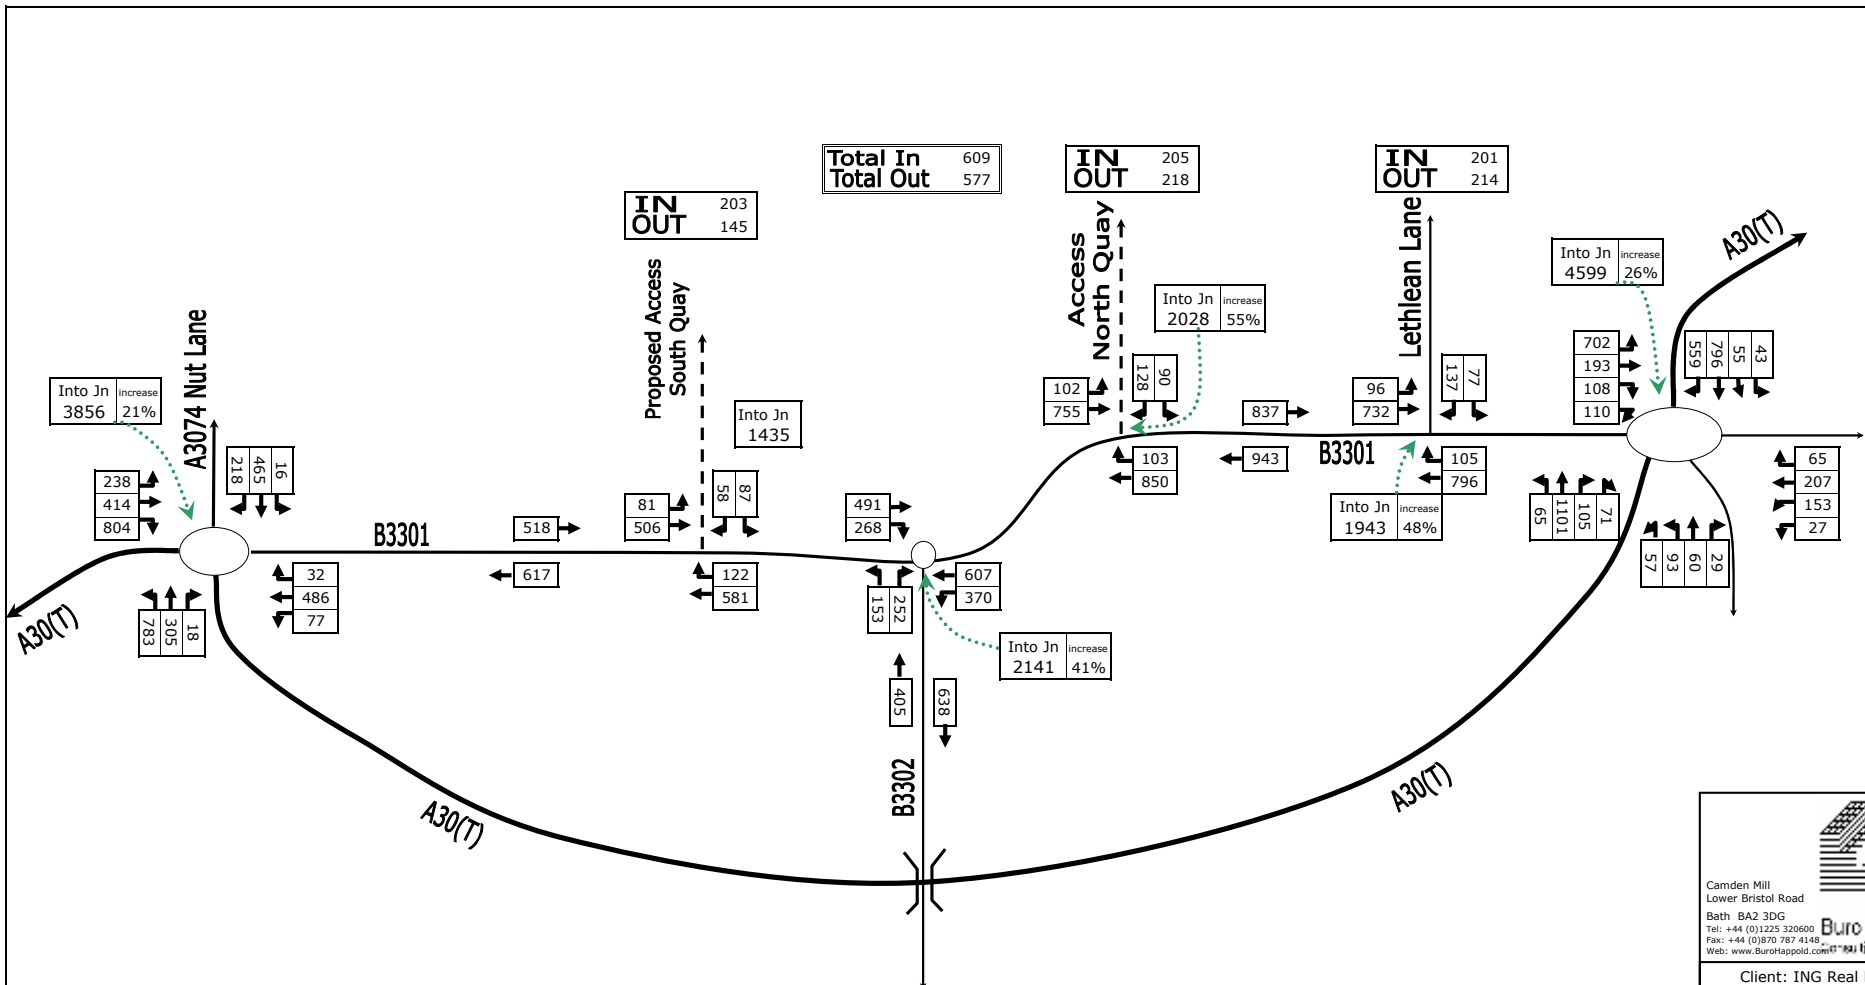 Total In 609
Total Out 577
IN 205
OUT 218
IN 201
OUT 214
IN 203
OUT 145
A30(T)
Into Jn increase
4599 26%
Access
North Quay
Lethlean Lane
Proposed Access
South Quay
A3074 Nut Lane
Into Jn increase
2028 55%
702
193
108
110
559
796
55
43
Into Jn increase
3856 21%
102
755
128
90
96
732
137
77
Into Jn
1435
837
943
B3301
103
850
105
796
65
207
153
27
238
414
804
218
465
16
81
506
58
87
491
268
Into Jn increase
1943 48%
65
1101
105
71
57
93
60
29
B3301
518
617
32
486
77
122
581
153
252
607
370
A30(T)
783
305
18
Into Jn increase
2141 41%
405
638
B3302
A30(T)
A30(T)
Camden Mill
Lower Bristol Road
Bath BA2 3DG
Tel: +44 (0)1225 320600
Fax: +44 (0)870 787 4148
Web: www.BuroHappold.com
Buro
Client: ING Real